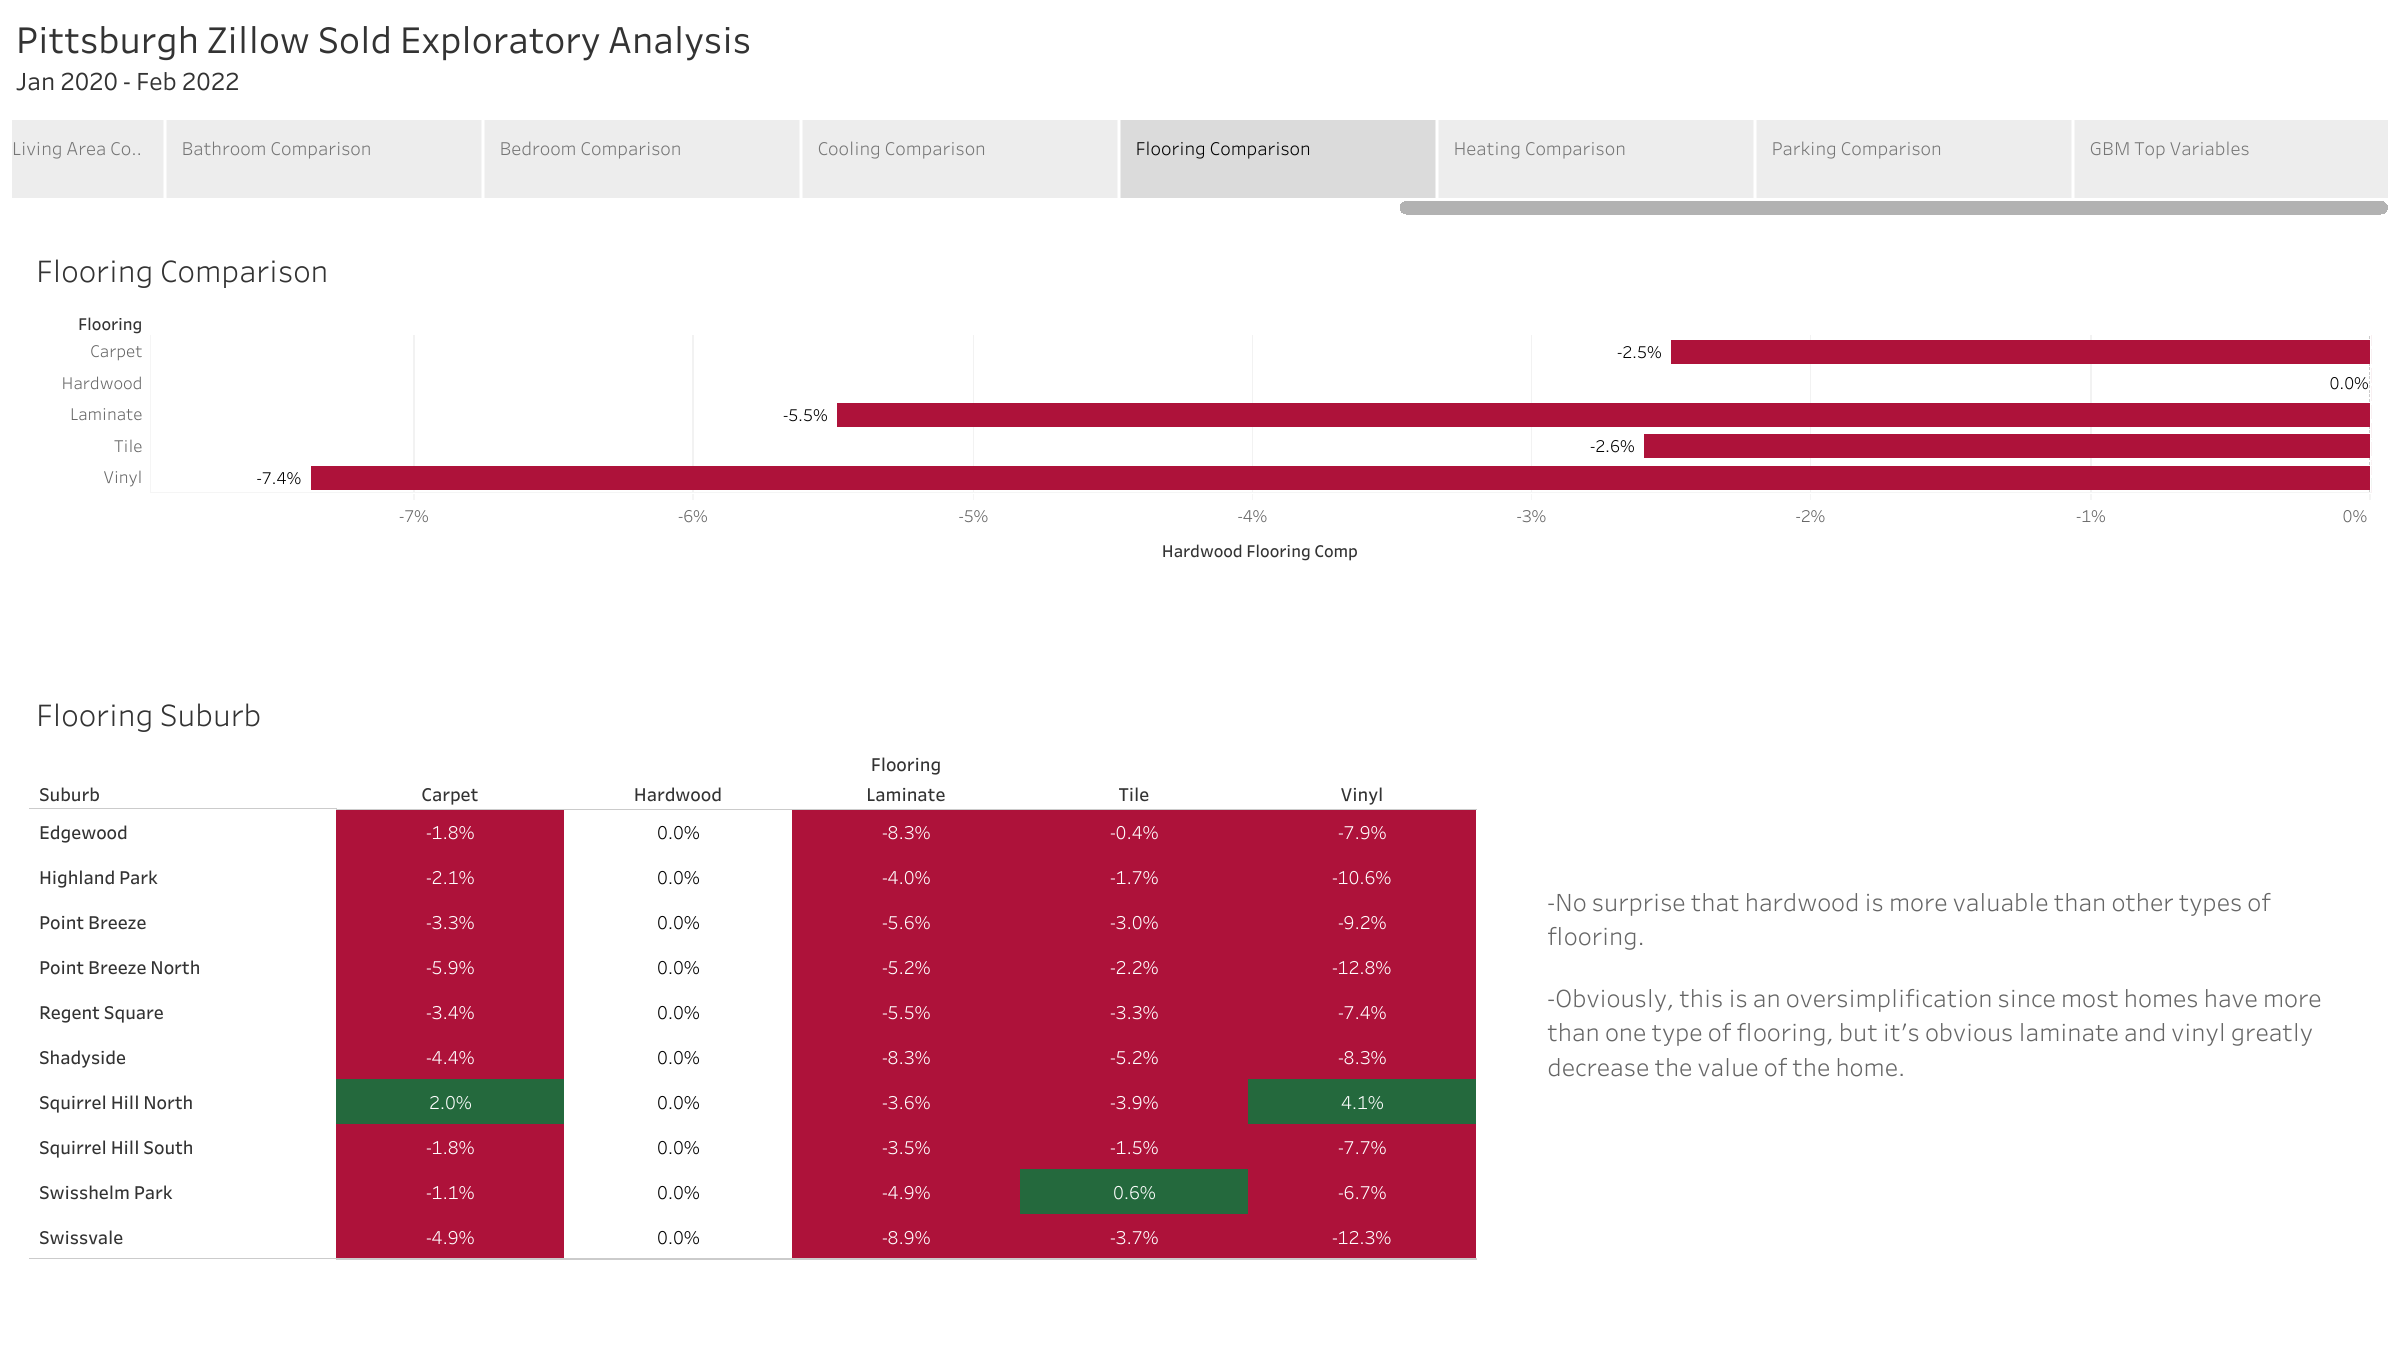 Pittsburgh Zillow Sold Exploratory Analysis
Jan 2020 - Feb 2022
Living Area Co.. Bathroom Comparison Bedroom Comparison Cooling Comparison Flooring Comparison Heating Comparison Parking Comparison GBM Top Variables
Flooring Comparison
Flooring
Carpet -2.5%
Hardwood 0.0%
Laminate -5.5%
Tile -2.6%
Vinyl -7.4%
-7% -6% -5% -4% -3% -2% -1% 0%
Hardwood Flooring Comp
Flooring Suburb
Flooring
Suburb Carpet Hardwood Laminate Tile Vinyl
Edgewood -1.8% 0.0% -8.3% -0.4% -7.9%
Highland Park -2.1% 0.0% -4.0% -1.7% -10.6%
Point Breeze -3.3% 0.0% -5.6% -3.0% -9.2%
Point Breeze North -5.9% 0.0% -5.2% -2.2% -12.8%
Regent Square -3.4% 0.0% -5.5% -3.3% -7.4%
Shadyside -4.4% 0.0% -8.3% -5.2% -8.3%
Squirrel Hill North 2.0% 0.0% -3.6% -3.9% 4.1%
Squirrel Hill South -1.8% 0.0% -3.5% -1.5% -7.7%
Swisshelm Park -1.1% 0.0% -4.9% 0.6% -6.7%
Swissvale -4.9% 0.0% -8.9% -3.7% -12.3%
-No surprise that hardwood is more valuable than other types of
flooring.
-Obviously, this is an oversimplification since most homes have more
than one type of flooring, but it’s obvious laminate and vinyl greatly
decrease the value of the home.